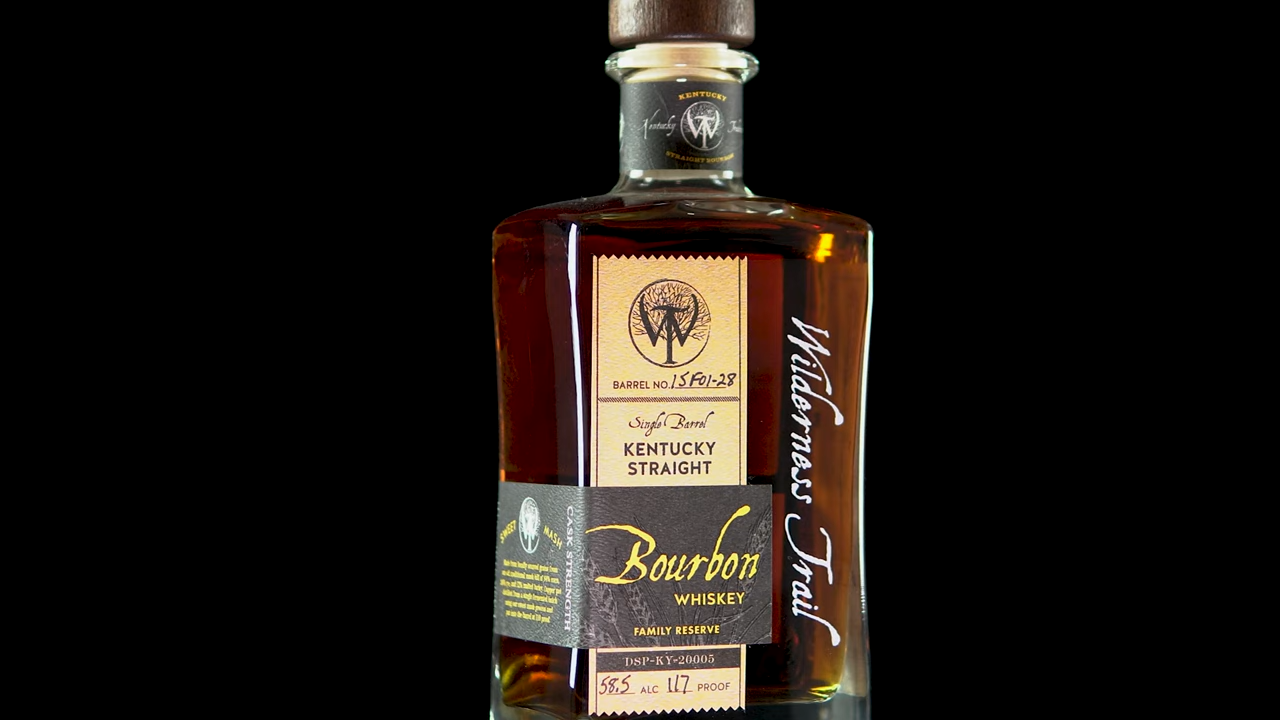 KENTUCKY
Kentucky
STRAIGHT BOURBON
BARREL NO. 15F01-28
Single Barrel
KENTUCKY
STRAIGHT
Bourbon
WHISKEY
FAMILY RESERVE
DSP-KY-20005
58.5 ALC 117 PROOF
SWEET MASH
CASK STRENGTH
Wilderness Trail